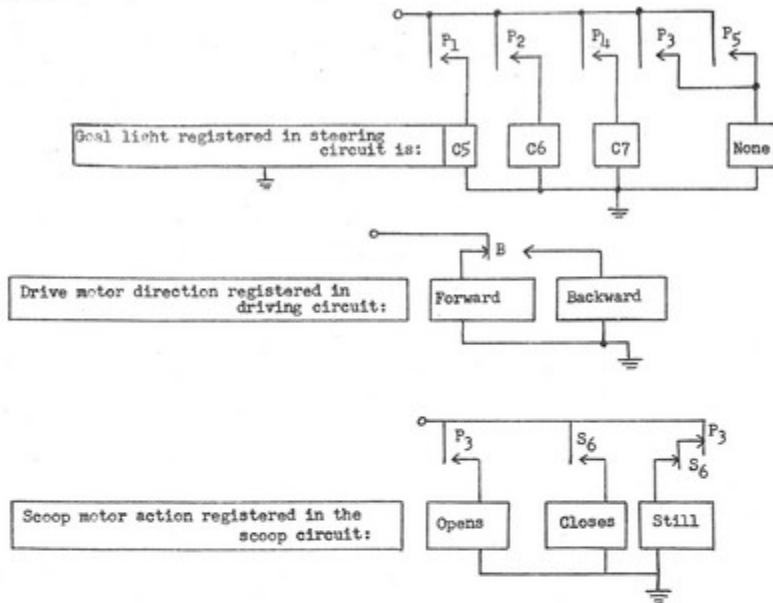 P1 P2 P4 P3 P5
Goal light registered in steering
circuit is: C5 C6 C7 None
B
Drive motor direction registered in
driving circuit: Forward Backward
P3 S6 P3
S6
Scoop motor action registered in the
scoop circuit: Opens Closes Still